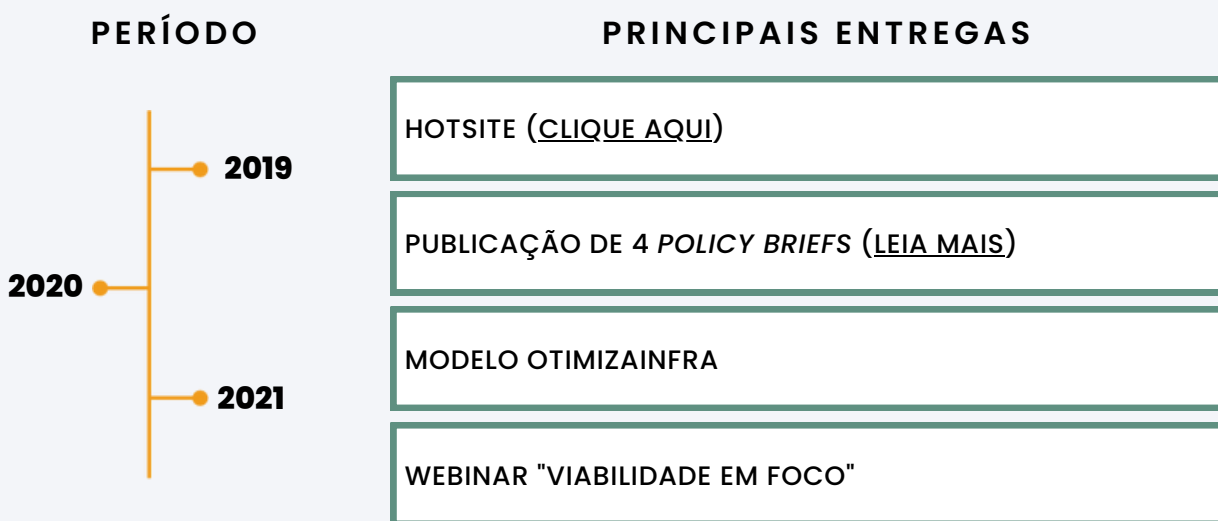 PERÍODO
2019
2020
2021
PRINCIPAIS ENTREGAS
HOTSITE (CLIQUE AQUI)
PUBLICAÇÃO DE 4 POLICY BRIEFS (LEIA MAIS)
MODELO OTIMIZAINFRA
WEBINAR "VIABILIDADE EM FOCO"